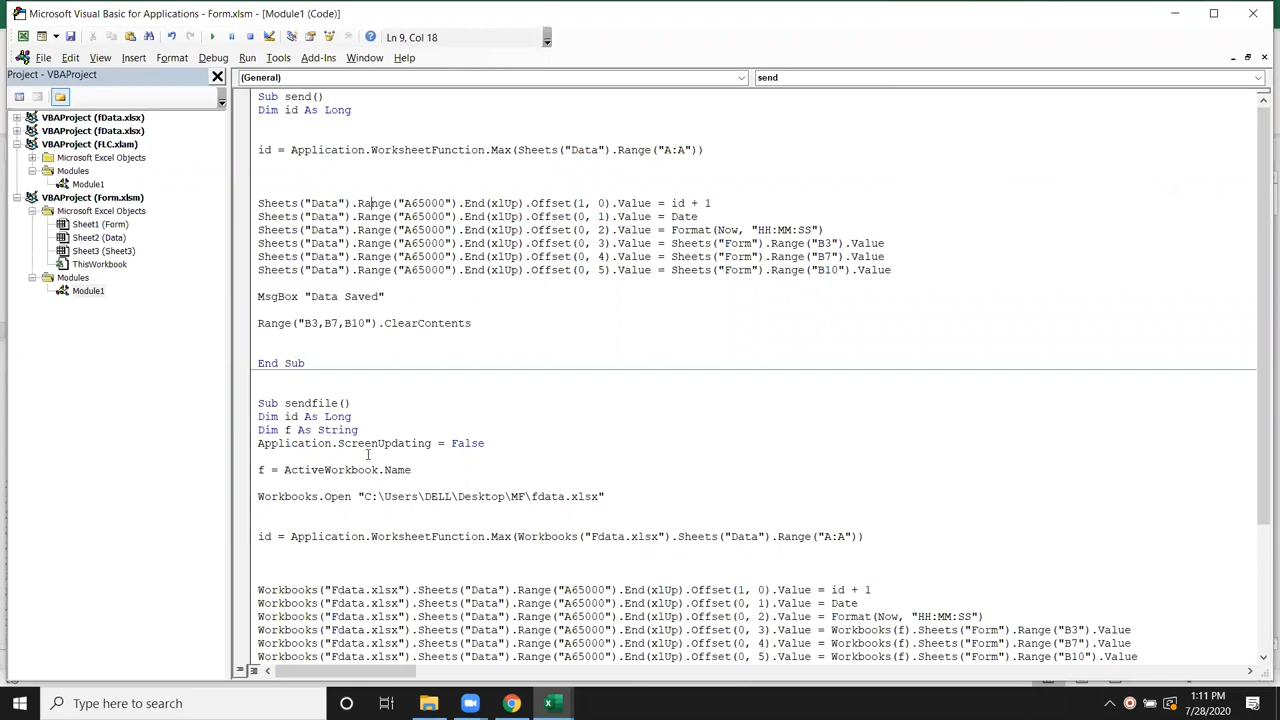 Microsoft Visual Basic for Applications - Form.xlsm - [Module1 (Code)]
Ln 9, Col 18
File Edit View Insert Format Debug Run Tools Add-Ins Window Help
Project - VBAProject
(General)
send
VBAProject (fData.xlsx)
VBAProject (fData.xlsx)
VBAProject (FLC.xlam)
Microsoft Excel Objects
Modules
Module1
VBAProject (Form.xlsm)
Microsoft Excel Objects
Sheet1 (Form)
Sheet2 (Data)
Sheet3 (Sheet3)
ThisWorkbook
Modules
Module1
Sub send()
Dim id As Long
id = Application.WorksheetFunction.Max(Sheets("Data").Range("A:A"))
Sheets("Data").Range("A65000").End(xlUp).Offset(1, 0).Value = id + 1
Sheets("Data").Range("A65000").End(xlUp).Offset(0, 1).Value = Date
Sheets("Data").Range("A65000").End(xlUp).Offset(0, 2).Value = Format(Now, "HH:MM:SS")
Sheets("Data").Range("A65000").End(xlUp).Offset(0, 3).Value = Sheets("Form").Range("B3").Value
Sheets("Data").Range("A65000").End(xlUp).Offset(0, 4).Value = Sheets("Form").Range("B7").Value
Sheets("Data").Range("A65000").End(xlUp).Offset(0, 5).Value = Sheets("Form").Range("B10").Value
MsgBox "Data Saved"
Range("B3,B7,B10").ClearContents
End Sub
Sub sendfile()
Dim id As Long
Dim f As String
Application.ScreenUpdating = False
f = ActiveWorkbook.Name
Workbooks.Open "C:\Users\DELL\Desktop\MF\fdata.xlsx"
id = Application.WorksheetFunction.Max(Workbooks("Fdata.xlsx").Sheets("Data").Range("A:A"))
Workbooks("Fdata.xlsx").Sheets("Data").Range("A65000").End(xlUp).Offset(1, 0).Value = id + 1
Workbooks("Fdata.xlsx").Sheets("Data").Range("A65000").End(xlUp).Offset(0, 1).Value = Date
Workbooks("Fdata.xlsx").Sheets("Data").Range("A65000").End(xlUp).Offset(0, 2).Value = Format(Now, "HH:MM:SS")
Workbooks("Fdata.xlsx").Sheets("Data").Range("A65000").End(xlUp).Offset(0, 3).Value = Workbooks(f).Sheets("Form").Range("B3").Value
Workbooks("Fdata.xlsx").Sheets("Data").Range("A65000").End(xlUp).Offset(0, 4).Value = Workbooks(f).Sheets("Form").Range("B7").Value
Workbooks("Fdata.xlsx").Sheets("Data").Range("A65000").End(xlUp).Offset(0, 5).Value = Workbooks(f).Sheets("Form").Range("B10").Value
Type here to search
1:11 PM
7/28/2020